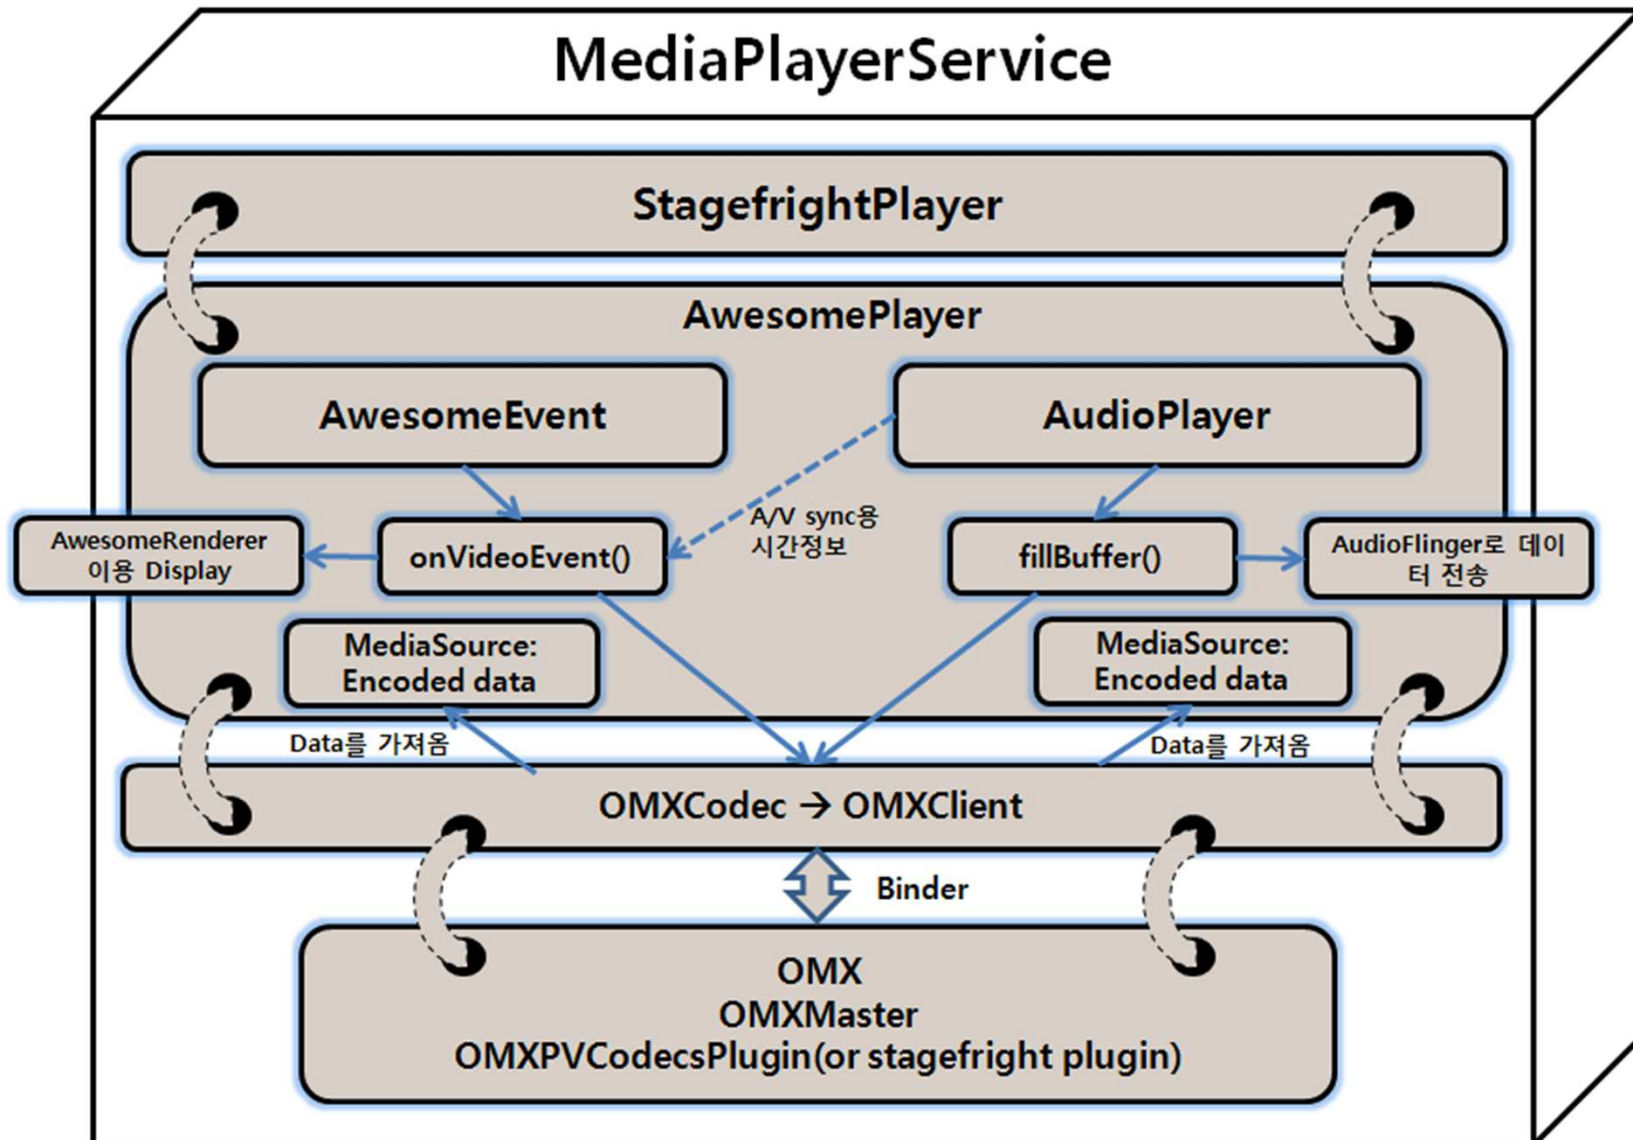 MediaPlayerService
StagefrightPlayer
AwesomePlayer
AwesomeEvent
AudioPlayer
A/V sync용
시간정보
AwesomeRenderer
이용 Display
onVideoEvent()
fillBuffer()
AudioFlinger로 데이
터 전송
MediaSource:
Encoded data
MediaSource:
Encoded data
Data를 가져옴
Data를 가져옴
OMXCodec → OMXClient
Binder
OMX
OMXMaster
OMXPVCodecsPlugin(or stagefright plugin)